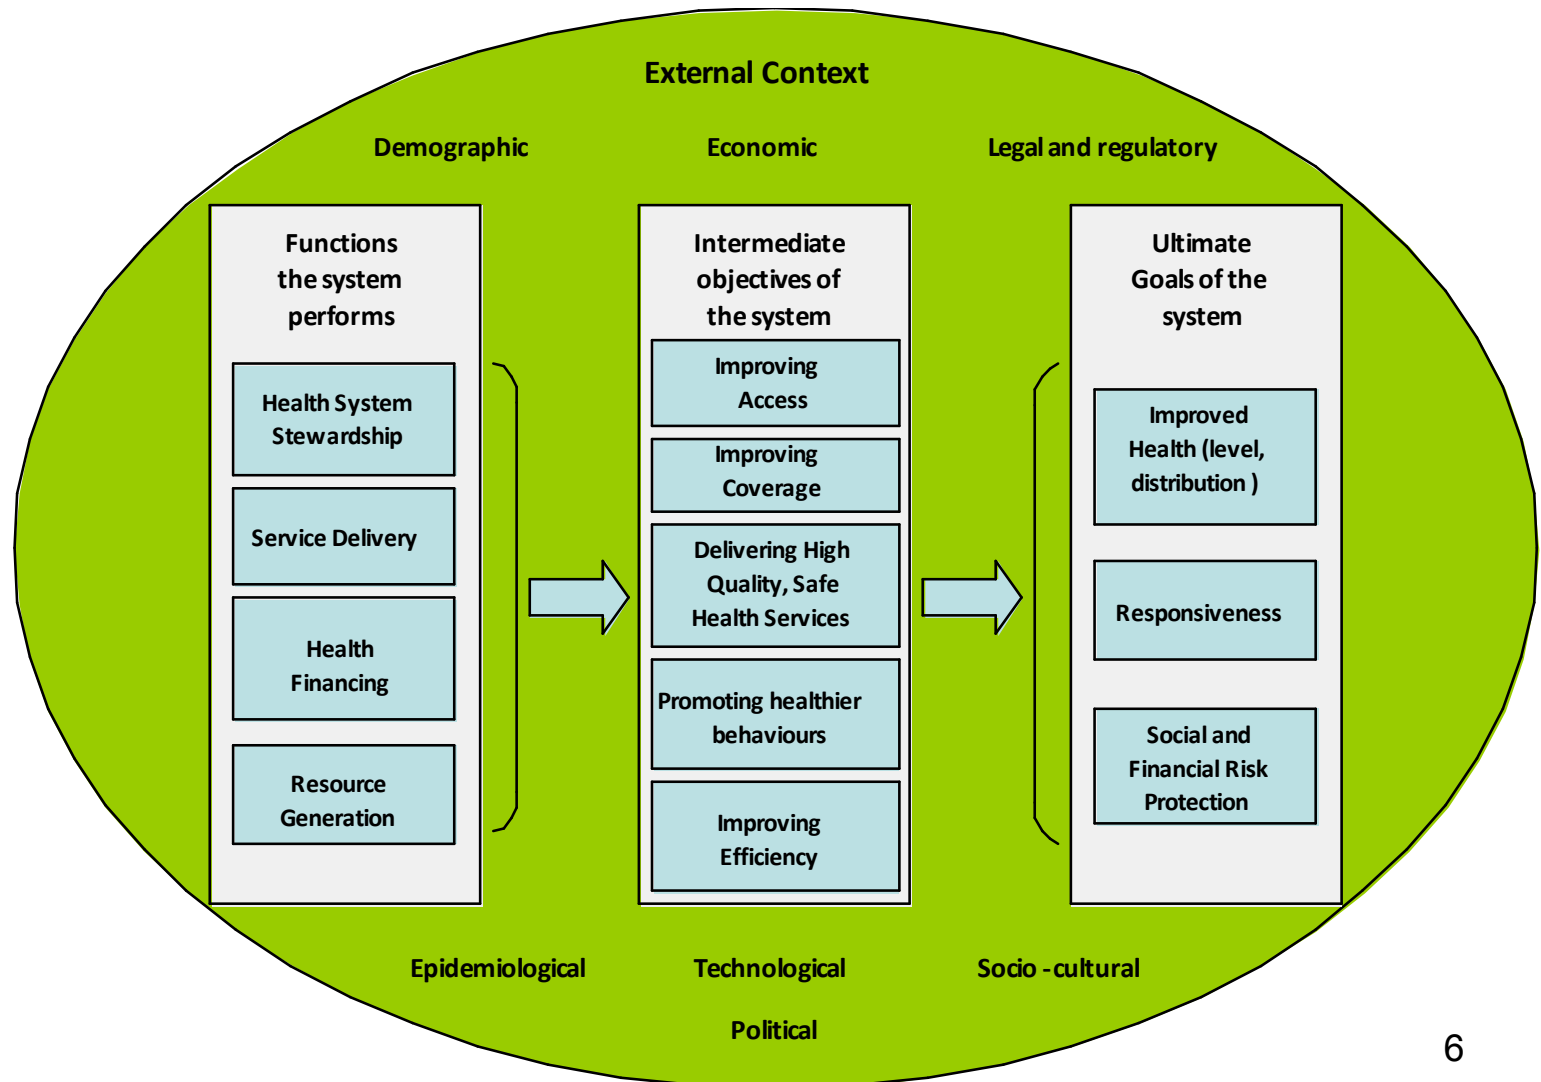 External Context
Demographic
Economic
Legal and regulatory
Functions
the system
performs
Health System
Stewardship
Service Delivery
Health
Financing
Resource
Generation
Intermediate
objectives of
the system
Improving
Access
Improving
Coverage
Delivering High
Quality, Safe
Health Services
Promoting healthier
behaviours
Improving
Efficiency
Ultimate
Goals of the
system
Improved
Health (level,
distribution )
Responsiveness
Social and
Financial Risk
Protection
Epidemiological
Technological
Socio - cultural
Political
6